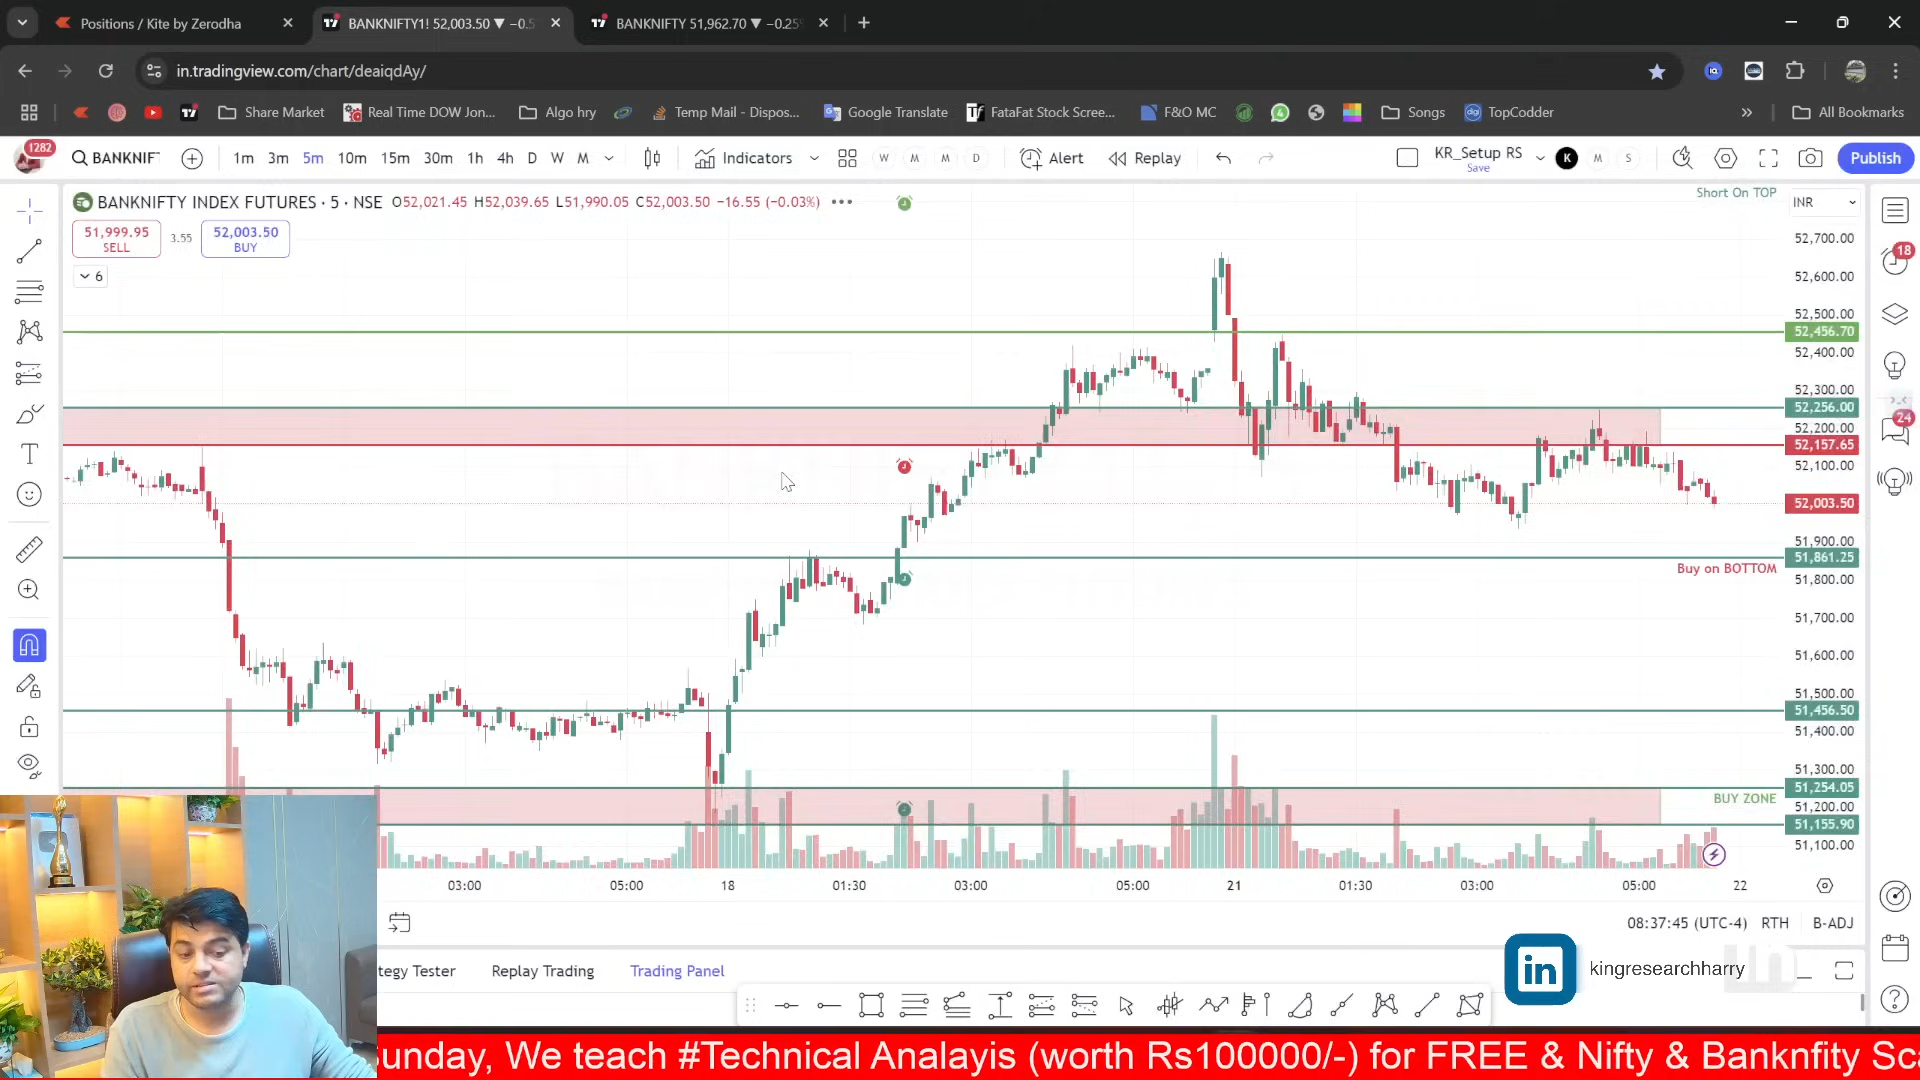 Positions / Kite by Zerodha
BANKNIFTY1! 52,003.50 ▼ −0.5
BANKNIFTY 51,962.70 ▼ −0.25
in.tradingview.com/chart/deaiqdAy/
Share Market
Real Time DOW Jon...
Algo hry
Temp Mail - Dispos...
Google Translate
FataFat Stock Scree...
F&O MC
Songs
TopCoder
All Bookmarks
1282
BANKNIF
1m 3m 5m 10m 15m 30m 1h 4h D W M
Indicators
W M M D
Alert
Replay
KR_Setup RS
Save
K M S
Publish
BANKNIFTY INDEX FUTURES · 5 · NSE O52,021.45 H52,039.65 L51,990.05 C52,003.50 −16.55 (−0.03%)
51,999.95
SELL
3.55
52,003.50
BUY
6
Short On TOP
INR
52,700.00
52,600.00
52,500.00
52,456.70
52,400.00
52,300.00
52,256.00
52,200.00
52,157.65
52,100.00
52,003.50
51,900.00
51,861.25
Buy on BOTTOM
51,800.00
51,700.00
51,600.00
51,500.00
51,456.50
51,400.00
51,300.00
51,254.05
BUY ZONE
51,200.00
51,155.90
51,100.00
18
24
03:00 05:00 18 01:30 03:00 05:00 21 01:30 03:00 05:00 22
08:37:45 (UTC-4) RTH B-ADJ
tegy Tester
Replay Trading
Trading Panel
in
kingresearchharry
unday, We teach #Technical Analayis (worth Rs100000/-) for FREE & Nifty & Banknfity Sc